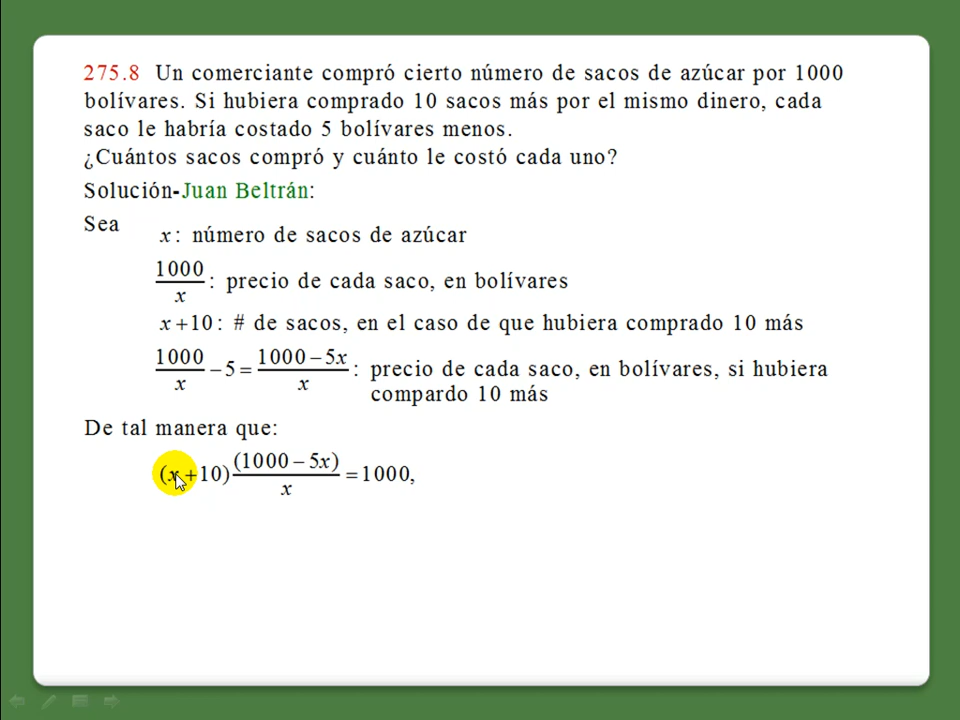 275.8 Un comerciante compró cierto número de sacos de azúcar por 1000
bolívares. Si hubiera comprado 10 sacos más por el mismo dinero, cada
saco le habría costado 5 bolívares menos.
¿Cuántos sacos compró y cuánto le costó cada uno?
Solución-Juan Beltrán:
Sea x: número de sacos de azúcar
1000/x: precio de cada saco, en bolívares
x+10: # de sacos, en el caso de que hubiera comprado 10 más
1000/x – 5 = (1000 – 5x)/x: precio de cada saco, en bolívares, si hubiera
compardo 10 más
De tal manera que:
(x+10)(1000 – 5x)/x = 1000,